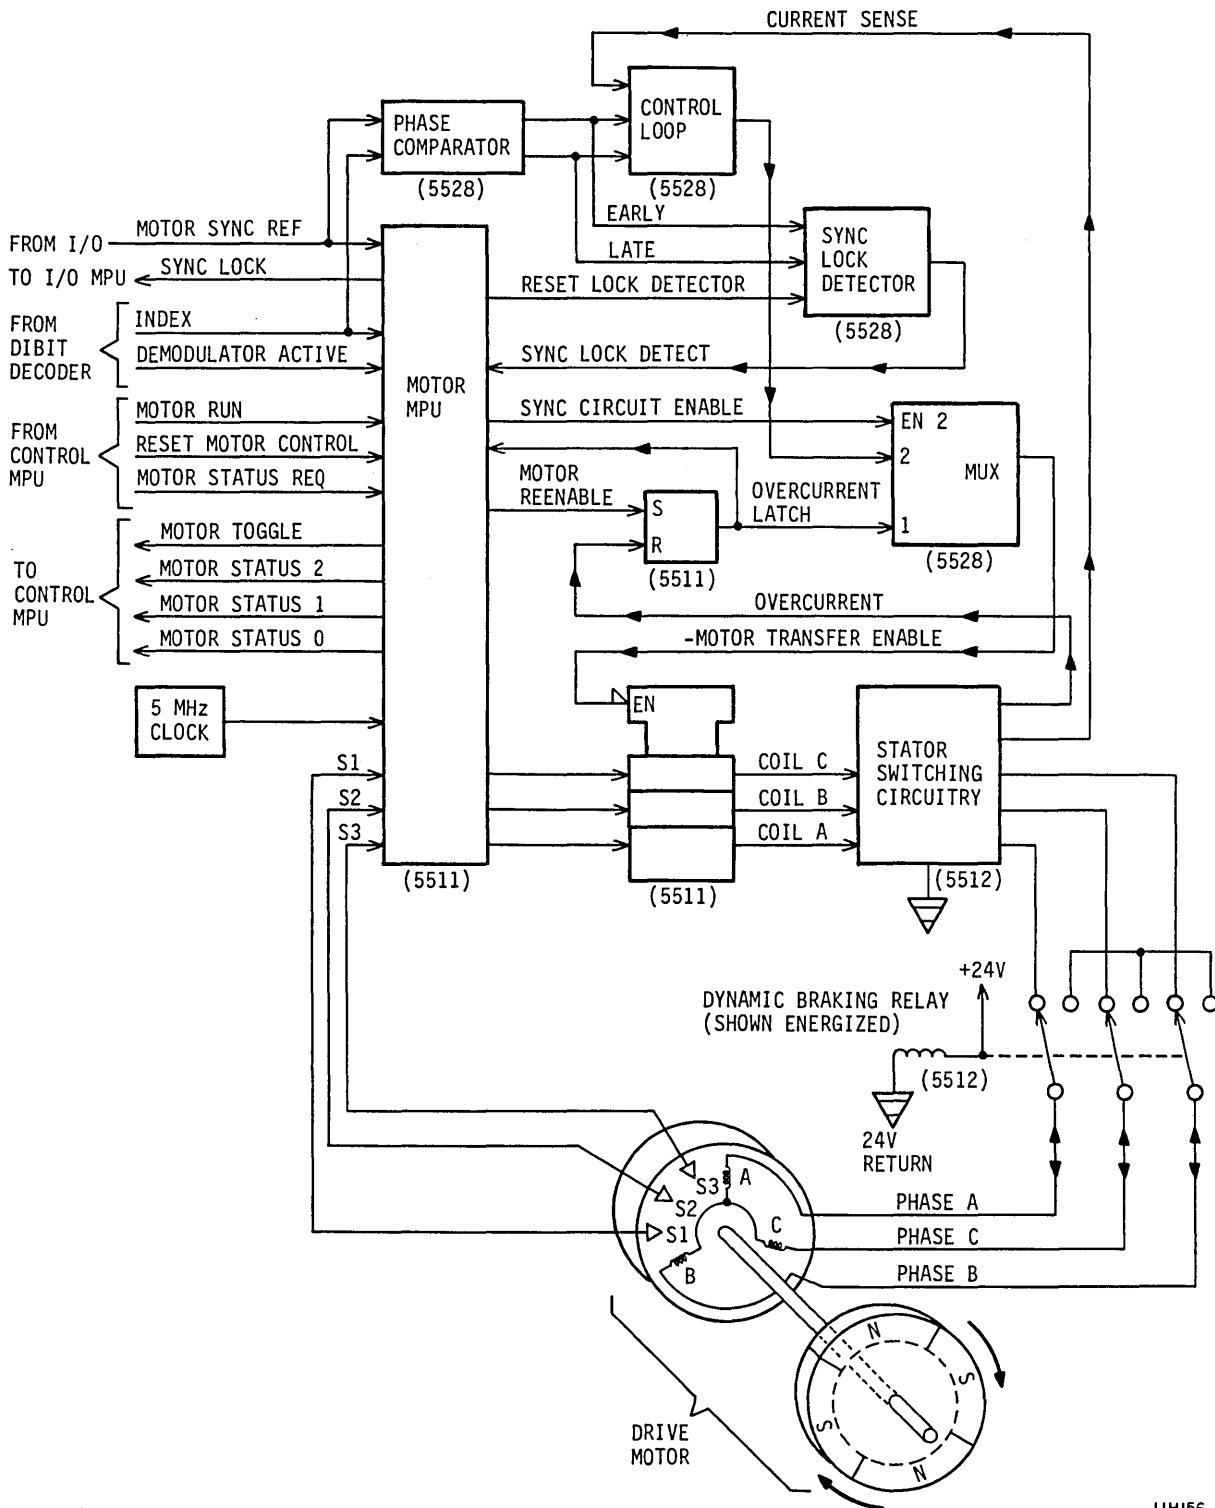 CURRENT SENSE
PHASE
COMPARATOR
(5528)
CONTROL
LOOP
(5528)
EARLY
LATE
SYNC
LOCK
DETECTOR
(5528)
FROM I/O
MOTOR SYNC REF
TO I/O MPU
SYNC LOCK
RESET LOCK DETECTOR
FROM
DIBIT
DECODER
INDEX
DEMODULATOR ACTIVE
SYNC LOCK DETECT
MOTOR
MPU
FROM
CONTROL
MPU
MOTOR RUN
RESET MOTOR CONTROL
MOTOR STATUS REQ
SYNC CIRCUIT ENABLE
EN 2
2
MUX
1
(5528)
MOTOR
REENABLE
S
R
(5511)
OVERCURRENT
LATCH
TO
CONTROL
MPU
MOTOR TOGGLE
MOTOR STATUS 2
MOTOR STATUS 1
MOTOR STATUS 0
OVERCURRENT
-MOTOR TRANSFER ENABLE
5 MHz
CLOCK
EN
S1
S2
S3
(5511)
COIL C
COIL B
COIL A
(5511)
STATOR
SWITCHING
CIRCUITRY
(5512)
+24V
DYNAMIC BRAKING RELAY
(SHOWN ENERGIZED)
(5512)
24V
RETURN
S3
S2
S1
A
C
B
PHASE A
PHASE C
PHASE B
N
S
S
N
DRIVE
MOTOR